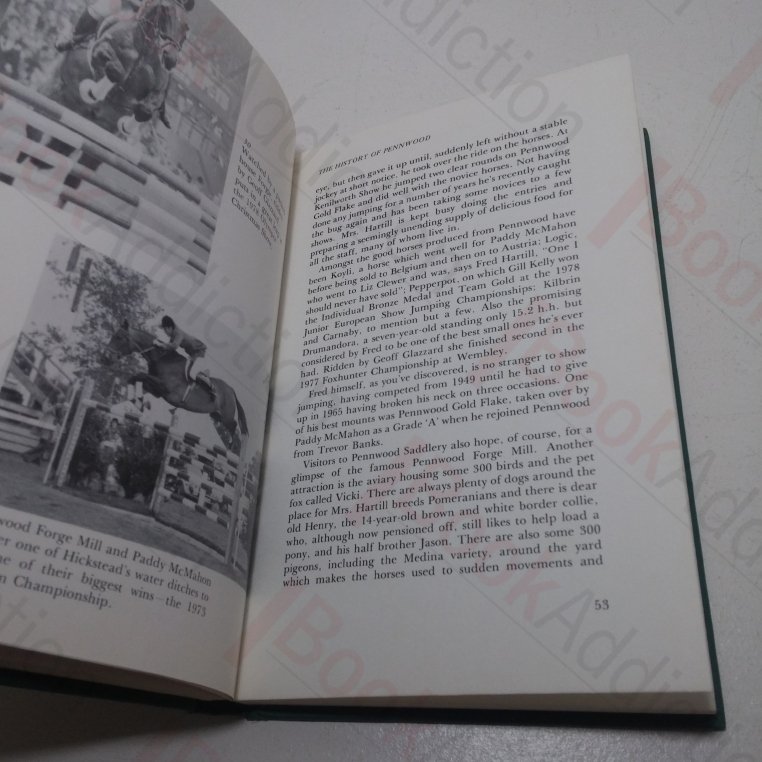 Watched by a
house Forge
by Geoff
puts in a
the 1978
Christmas
wood Forge Mill and Paddy McMahon
er one of Hickstead's water ditches to
ne of their biggest wins—the 1973
n Championship.
THE HISTORY OF PENNWOOD
eye, but then gave it up until, suddenly left without a stable
jockey at short notice, he took over the ride on the horses. At
Kenilworth Show he jumped two clear rounds on Pennwood
Gold Flake and did well with the novice horses. Not having
done any jumping for a number of years he's recently caught
the bug again and has been taking some novices to a few
shows. Mrs. Hartill is kept busy doing the entries and
preparing a seemingly unending supply of delicious food for
all the staff, many of whom live in.
Amongst the good horses produced from Pennwood have
been Koyli, a horse which went well for Paddy McMahon
before being sold to Belgium and then on to Austria; Logic,
who went to Liz Clewer and was, says Fred Hartill, "One I
should never have sold"; Pepperpot, on which Gill Kelly won
the Individual Bronze Medal and Team Gold at the 1978
Junior European Show Jumping Championships; Kilbrin
and Carnaby, to mention but a few. Also the promising
Drumandora, a seven-year-old standing only 15.2 h.h. but
considered by Fred to be one of the best small ones he's ever
had. Ridden by Geoff Glazzard she finished second in the
1977 Foxhunter Championship at Wembley.
Fred himself, as you've discovered, is no stranger to show
jumping, having competed from 1949 until he had to give
up in 1965 having broken his neck on three occasions. One
of his best mounts was Pennwood Gold Flake, taken over by
Paddy McMahon as a Grade 'A' when he rejoined Pennwood
from Trevor Banks.
Visitors to Pennwood Saddlery also hope, of course, for a
glimpse of the famous Pennwood Forge Mill. Another
attraction is the aviary housing some 300 birds and the pet
fox called Vicki. There are always plenty of dogs around the
place for Mrs. Hartill breeds Pomeranians and there is dear
old Henry, the 14-year-old brown and white border collie,
who, although now pensioned off, still likes to help load a
pony, and his half brother Jason. There are also some 300
pigeons, including the Medina variety, around the yard
which makes the horses used to sudden movements and
53
BookAddiction